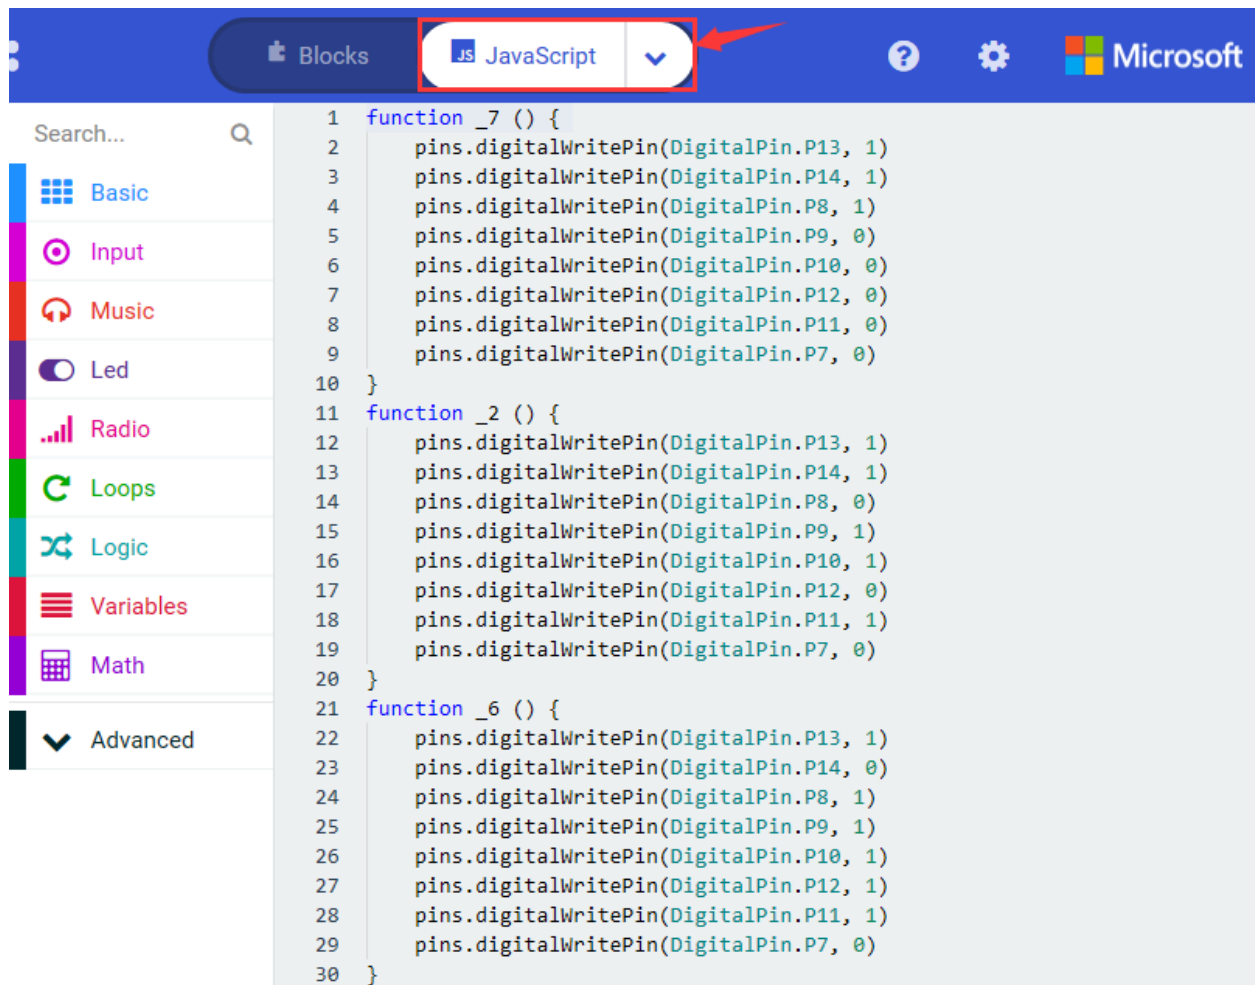 Blocks
JS JavaScript
Microsoft
Search...
Basic
Input
Music
Led
Radio
Loops
Logic
Variables
Math
Advanced
1 function _7 () {
2 pins.digitalWritePin(DigitalPin.P13, 1)
3 pins.digitalWritePin(DigitalPin.P14, 1)
4 pins.digitalWritePin(DigitalPin.P8, 1)
5 pins.digitalWritePin(DigitalPin.P9, 0)
6 pins.digitalWritePin(DigitalPin.P10, 0)
7 pins.digitalWritePin(DigitalPin.P12, 0)
8 pins.digitalWritePin(DigitalPin.P11, 0)
9 pins.digitalWritePin(DigitalPin.P7, 0)
10 }
11 function _2 () {
12 pins.digitalWritePin(DigitalPin.P13, 1)
13 pins.digitalWritePin(DigitalPin.P14, 1)
14 pins.digitalWritePin(DigitalPin.P8, 0)
15 pins.digitalWritePin(DigitalPin.P9, 1)
16 pins.digitalWritePin(DigitalPin.P10, 1)
17 pins.digitalWritePin(DigitalPin.P12, 0)
18 pins.digitalWritePin(DigitalPin.P11, 1)
19 pins.digitalWritePin(DigitalPin.P7, 0)
20 }
21 function _6 () {
22 pins.digitalWritePin(DigitalPin.P13, 1)
23 pins.digitalWritePin(DigitalPin.P14, 0)
24 pins.digitalWritePin(DigitalPin.P8, 1)
25 pins.digitalWritePin(DigitalPin.P9, 1)
26 pins.digitalWritePin(DigitalPin.P10, 1)
27 pins.digitalWritePin(DigitalPin.P12, 1)
28 pins.digitalWritePin(DigitalPin.P11, 1)
29 pins.digitalWritePin(DigitalPin.P7, 0)
30 }